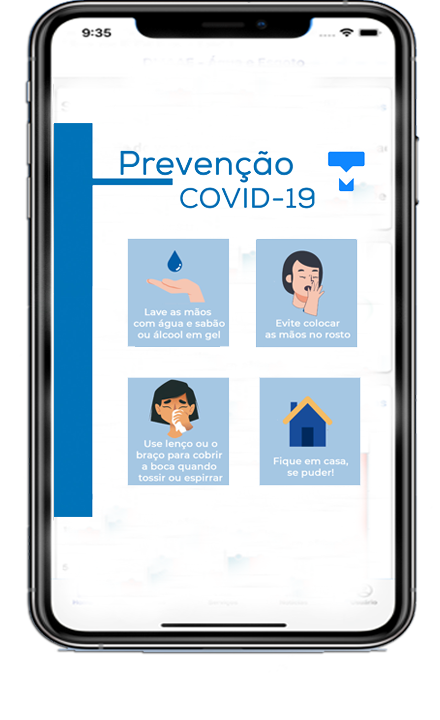 9:35
Prevenção
COVID-19
Lave as mãos
com água e sabão
ou álcool em gel
Evite colocar
as mãos no rosto
Use lenço ou o
braço para cobrir
a boca quando
tossir ou espirrar
Fique em casa,
se puder!